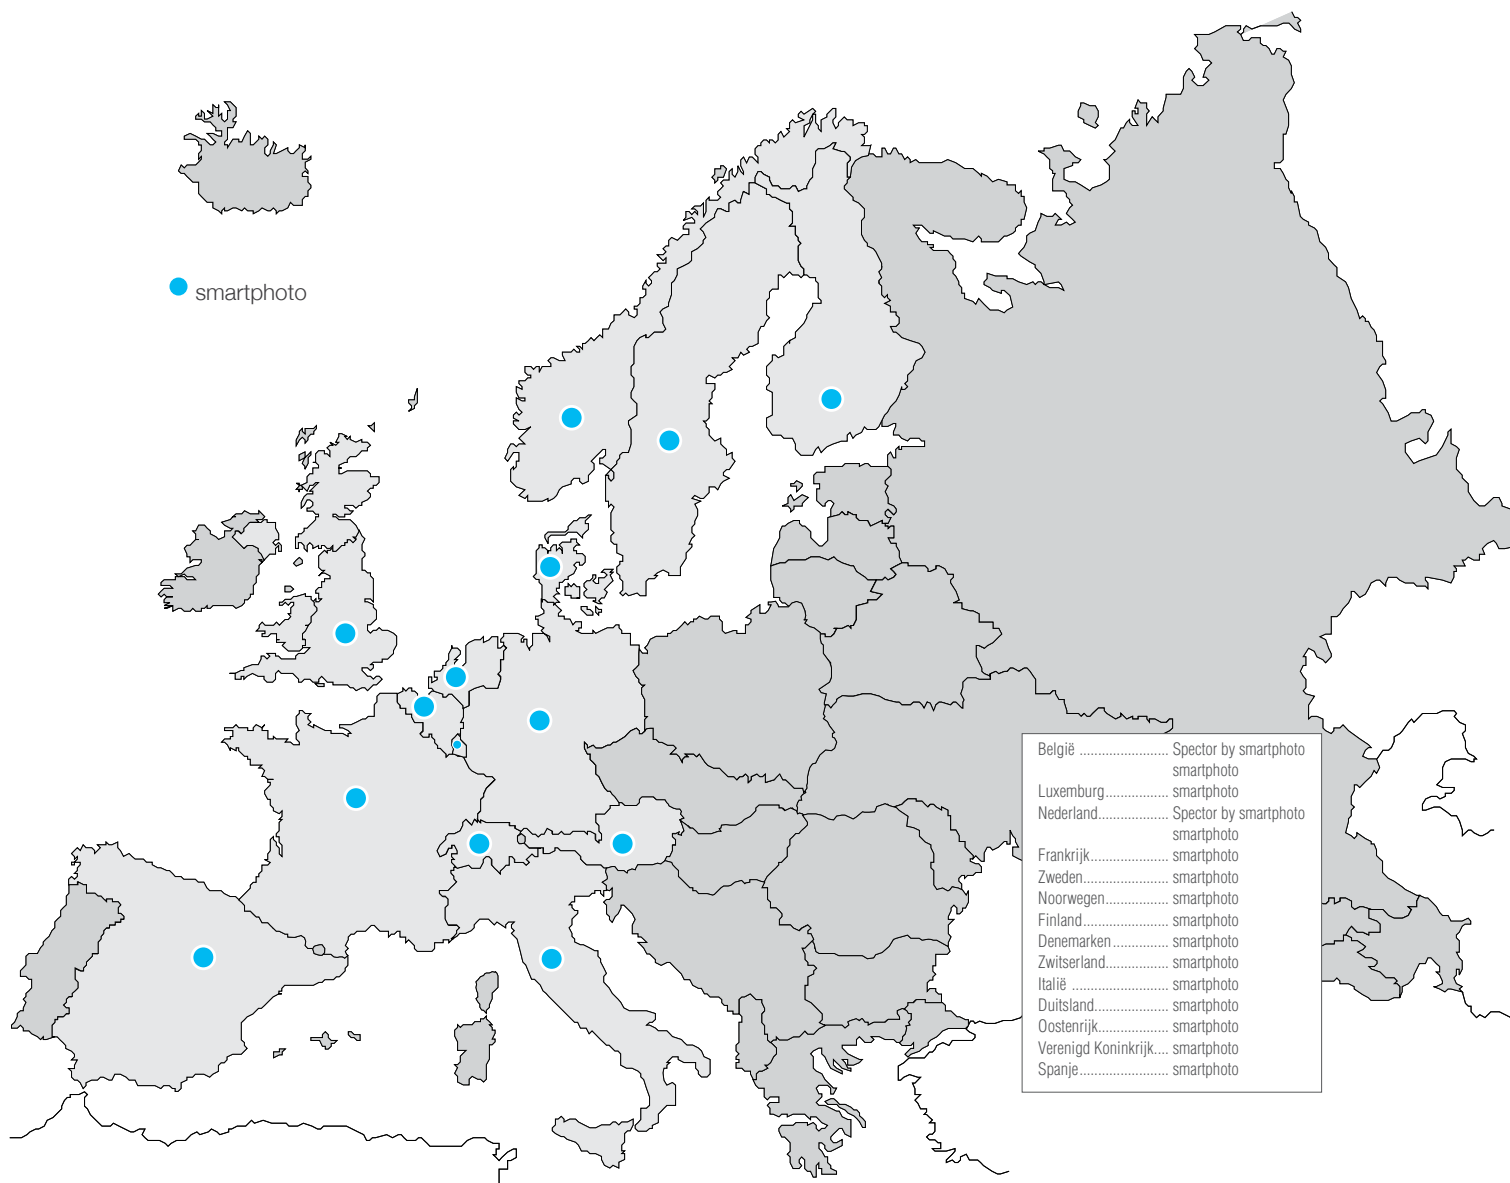 smartphoto
België ....................... Spector by smartphoto
smartphoto
Luxemburg................ smartphoto
Nederland.................. Spector by smartphoto
smartphoto
Frankrijk.................... smartphoto
Zweden...................... smartphoto
Noorwegen................ smartphoto
Finland...................... smartphoto
Denemarken.............. smartphoto
Zwitserland................ smartphoto
Italië ......................... smartphoto
Duitsland................... smartphoto
Oostenrijk.................. smartphoto
Verenigd Koninkrijk.... smartphoto
Spanje....................... smartphoto